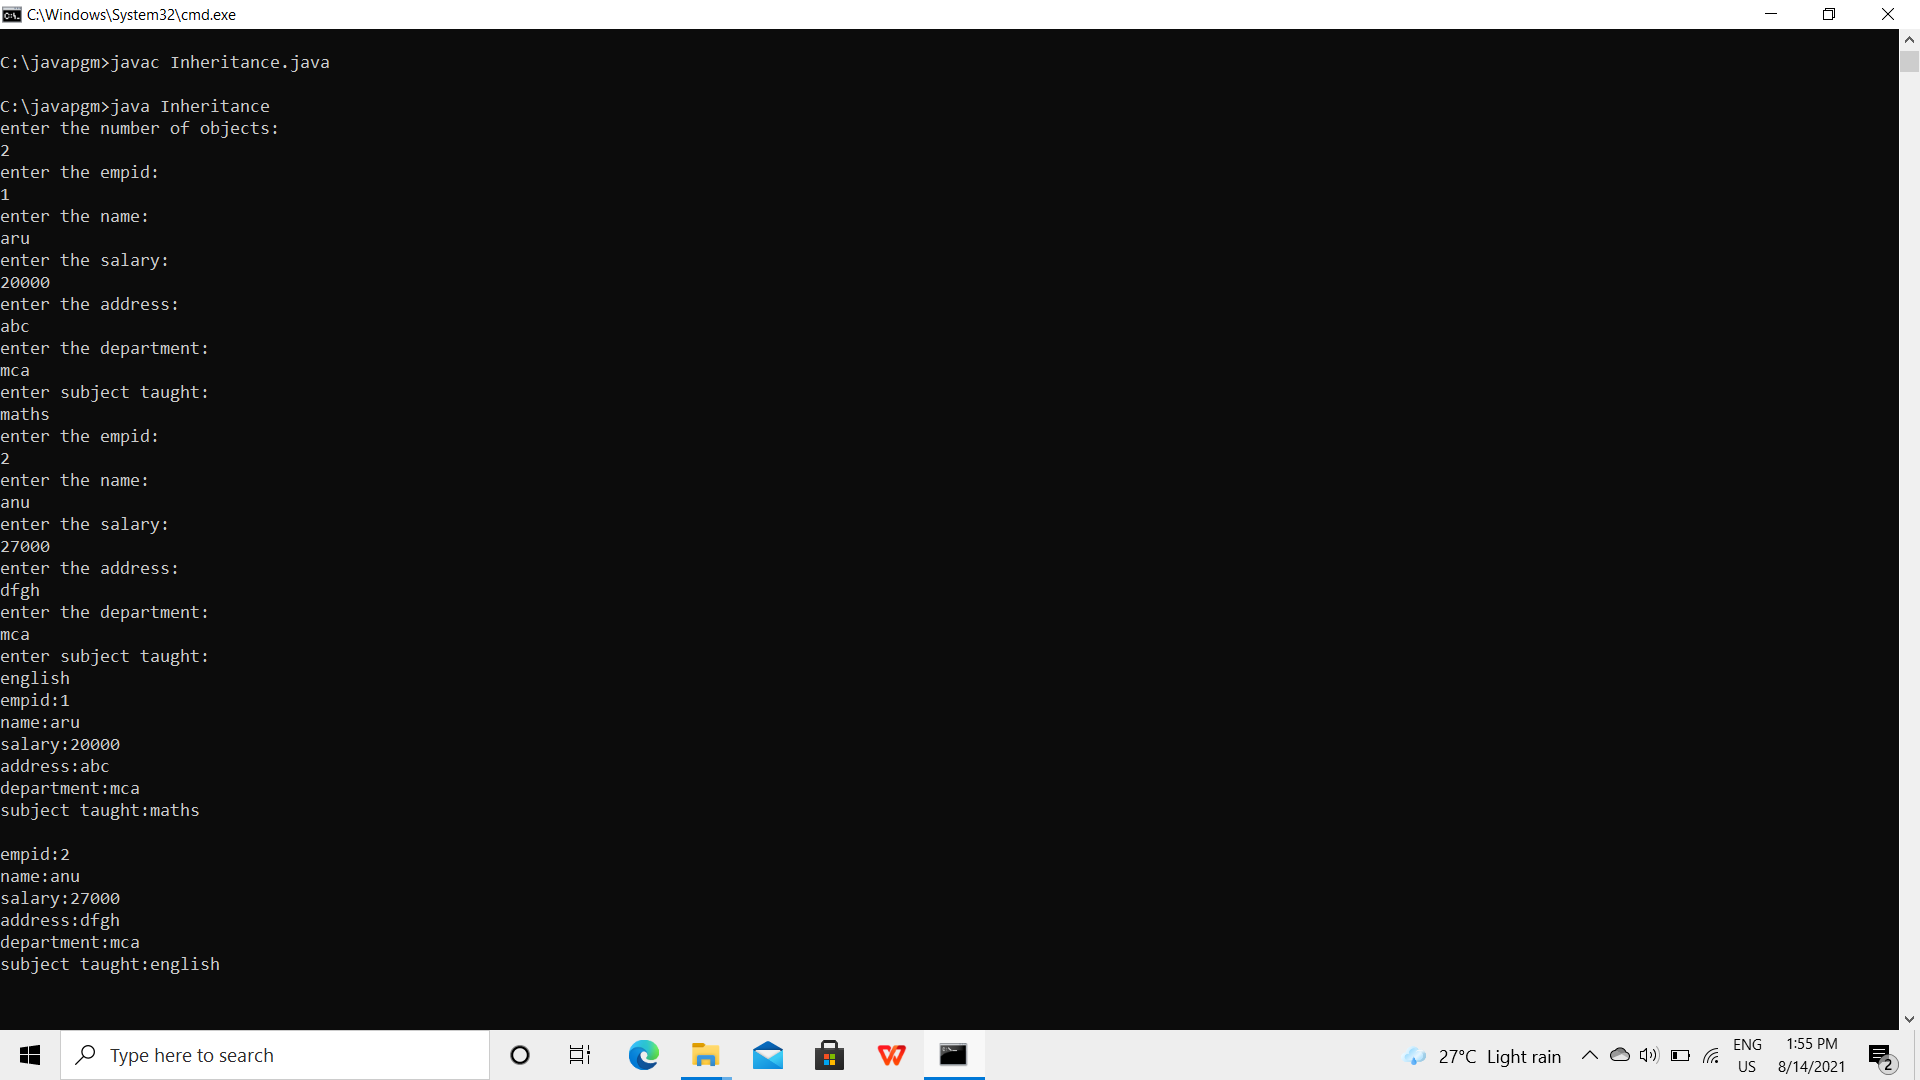 C:\Windows\System32\cmd.exe
C:\javapgm>javac Inheritance.java
C:\javapgm>java Inheritance
enter the number of objects:
2
enter the empid:
1
enter the name:
aru
enter the salary:
20000
enter the address:
abc
enter the department:
mca
enter subject taught:
maths
enter the empid:
2
enter the name:
anu
enter the salary:
27000
enter the address:
dfgh
enter the department:
mca
enter subject taught:
english
empid:1
name:aru
salary:20000
address:abc
department:mca
subject taught:maths
empid:2
name:anu
salary:27000
address:dfgh
department:mca
subject taught:english
Type here to search
27°C Light rain
ENG
US
1:55 PM
8/14/2021
2